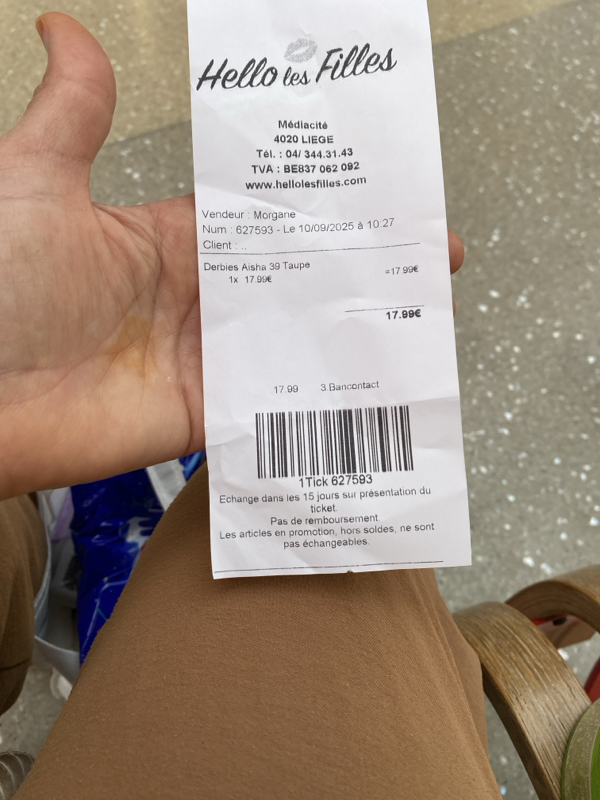 Hello les Filles
Médiacité
4020 LIEGE
Tél. : 04/ 344.31.43
TVA : BE837 062 092
www.hellolesfilles.com
Vendeur : Morgane
Num : 627593 - Le 10/09/2025 à 10:27
Client : ..
Derbies Aisha 39 Taupe =17.99€
1x 17.99€
17.99€
17.99 3.Bancontact
1Tick 627593
Echange dans les 15 jours sur présentation du
ticket.
Pas de remboursement.
Les articles en promotion, hors soldes, ne sont
pas échangeables.